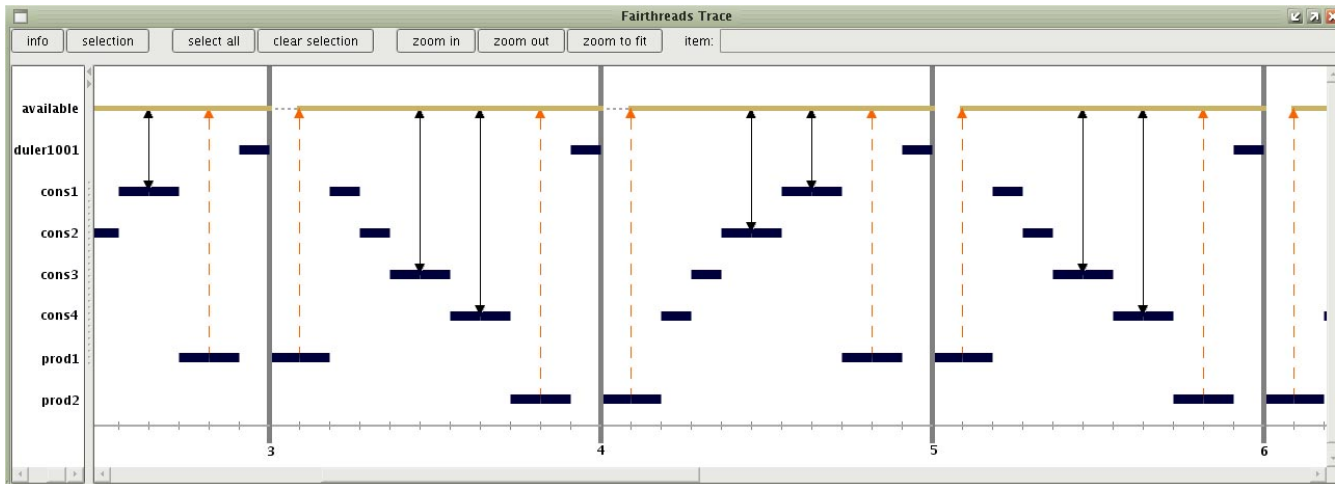 Fairthreads Trace
info selection select all clear selection zoom in zoom out zoom to fit item:
available
duler1001
cons1
cons2
cons3
cons4
prod1
prod2
3 4 5 6